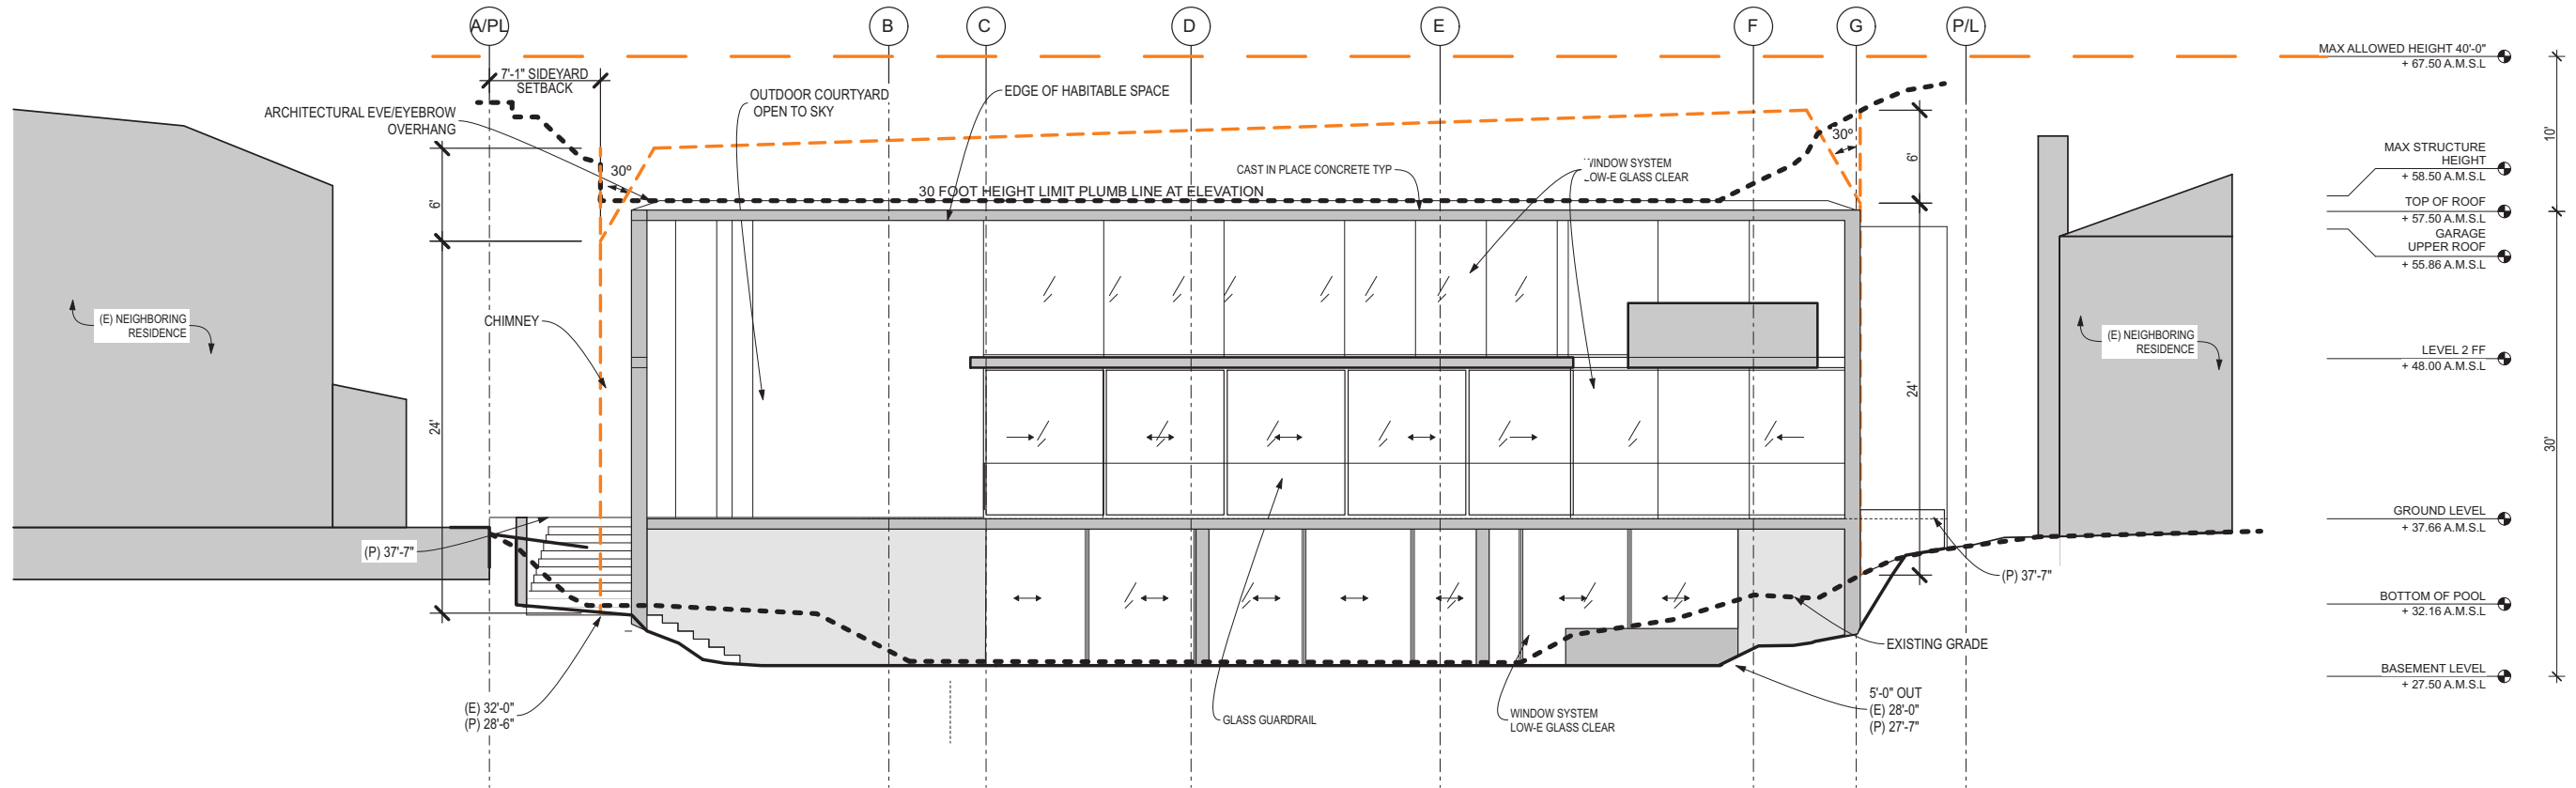 A/PL
B
C
D
E
F
G
P/L
MAX ALLOWED HEIGHT 40'-0"
+ 67.50 A.M.S.L
7'-1" SIDEYARD
SETBACK
OUTDOOR COURTYARD
OPEN TO SKY
EDGE OF HABITABLE SPACE
ARCHITECTURAL EVE/EYEBROW
OVERHANG
30º
30º
10'
6'
6'
CAST IN PLACE CONCRETE TYP
WINDOW SYSTEM
LOW-E GLASS CLEAR
MAX STRUCTURE
HEIGHT
+ 58.50 A.M.S.L
30 FOOT HEIGHT LIMIT PLUMB LINE AT ELEVATION
TOP OF ROOF
+ 57.50 A.M.S.L
GARAGE
UPPER ROOF
+ 55.86 A.M.S.L
(E) NEIGHBORING
RESIDENCE
CHIMNEY
(E) NEIGHBORING
RESIDENCE
LEVEL 2 FF
+ 48.00 A.M.S.L
24'
24'
30'
GROUND LEVEL
+ 37.66 A.M.S.L
(P) 37'-7"
(P) 37'-7"
BOTTOM OF POOL
+ 32.16 A.M.S.L
EXISTING GRADE
BASEMENT LEVEL
+ 27.50 A.M.S.L
(E) 32'-0"
(P) 28'-6"
GLASS GUARDRAIL
WINDOW SYSTEM
LOW-E GLASS CLEAR
5'-0" OUT
(E) 28'-0"
(P) 27'-7"